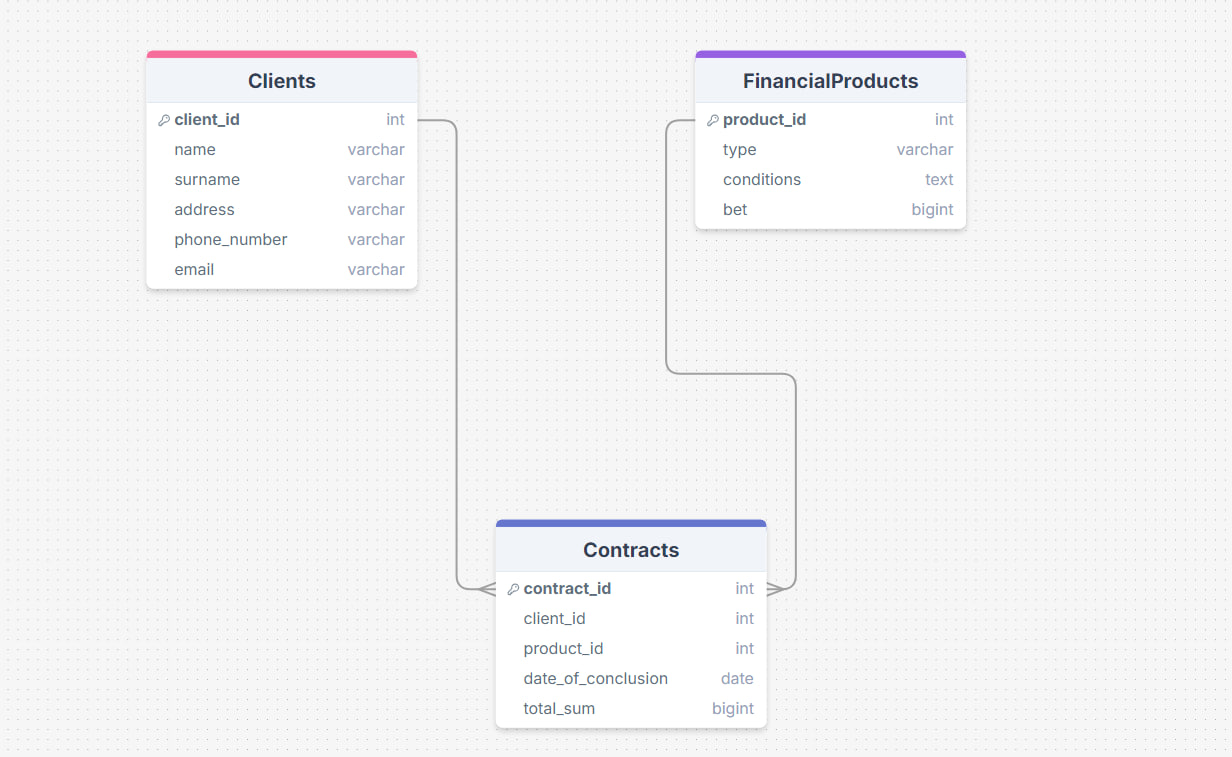 Clients
client_id int
name varchar
surname varchar
address varchar
phone_number varchar
email varchar
FinancialProducts
product_id int
type varchar
conditions text
bet bigint
Contracts
contract_id int
client_id int
product_id int
date_of_conclusion date
total_sum bigint